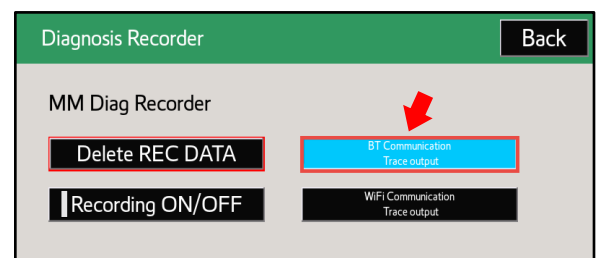 Diagnosis Recorder
Back
MM Diag Recorder
Delete REC DATA
BT Communication
Trace output
Recording ON/OFF
WiFi Communication
Trace output